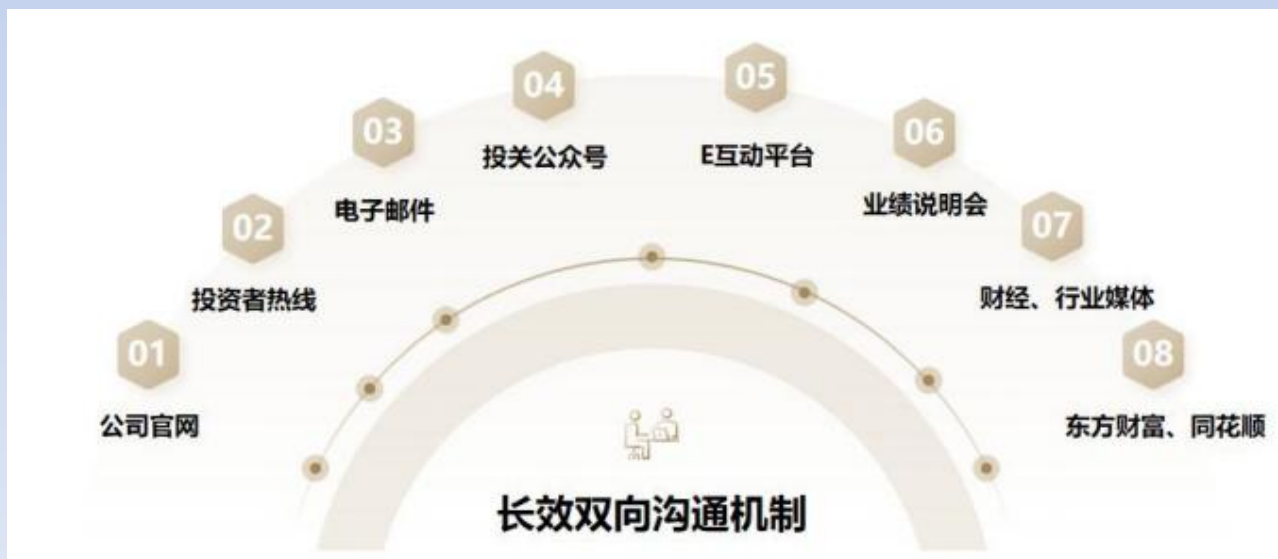 01
公司官网
02
投资者热线
03
电子邮件
04
投关公众号
05
E互动平台
06
业绩说明会
07
财经、行业媒体
08
东方财富、同花顺
长效双向沟通机制